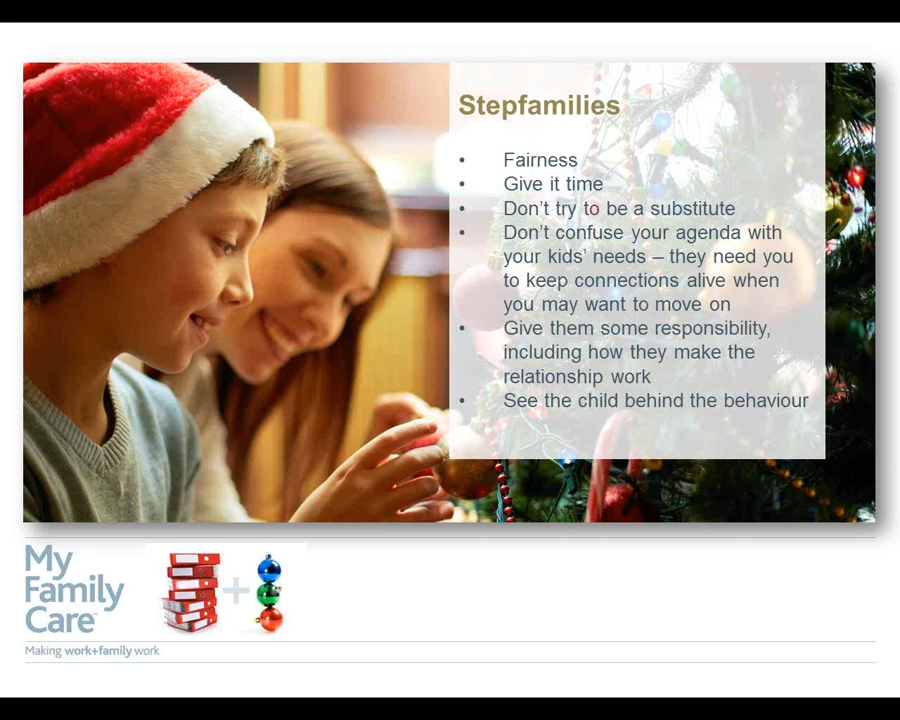 Stepfamilies
• Fairness
• Give it time
• Don’t try to be a substitute
• Don’t confuse your agenda with
your kids’ needs – they need you
to keep connections alive when
you may want to move on
• Give them some responsibility,
including how they make the
relationship work
• See the child behind the behaviour
My
Family
Care™
Making work+family work